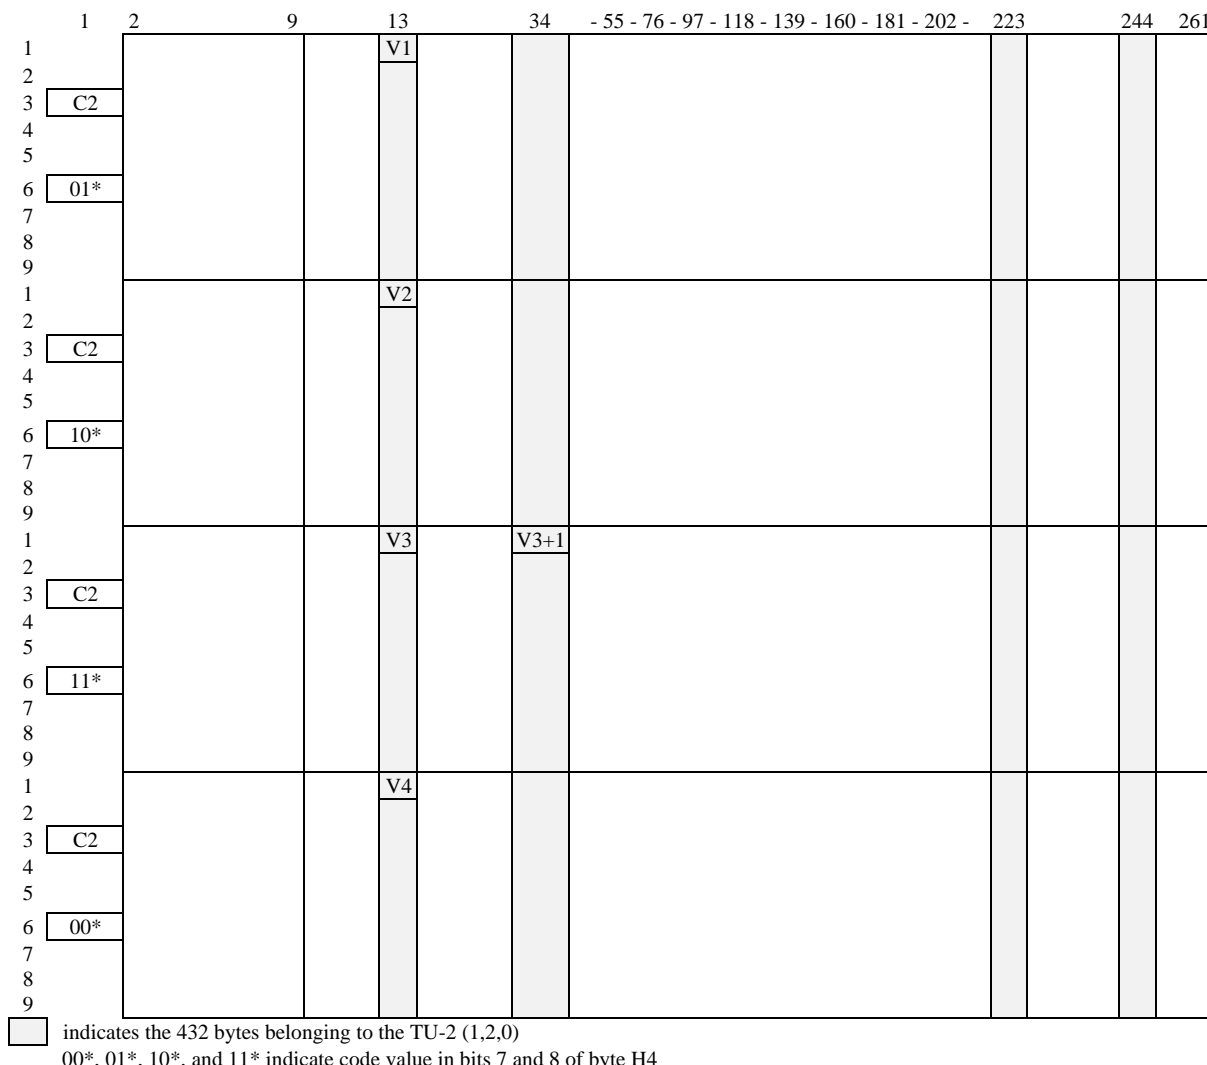 1 2 9 13 34 - 55 - 76 - 97 - 118 - 139 - 160 - 181 - 202 - 223 244 261
1 V1
2
3 C2
4
5
6 01*
7
8
9
1 V2
2
3 C2
4
5
6 10*
7
8
9
1 V3 V3+1
2
3 C2
4
5
6 11*
7
8
9
1 V4
2
3 C2
4
5
6 00*
7
8
9
indicates the 432 bytes belonging to the TU-2 (1,2,0)
00*, 01*, 10*, and 11* indicate code value in bits 7 and 8 of byte H4